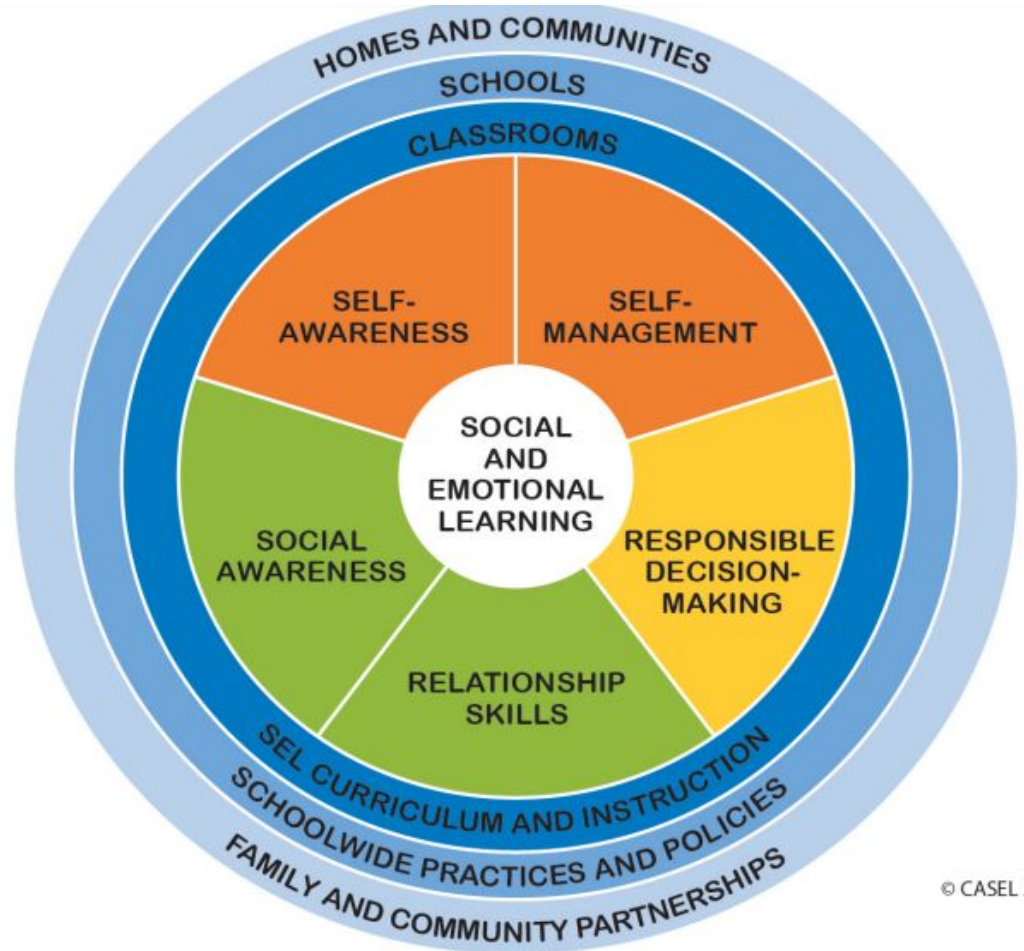 HOMES AND COMMUNITIES
SCHOOLS
CLASSROOMS
SELF-
AWARENESS
SELF-
MANAGEMENT
SOCIAL
AND
EMOTIONAL
LEARNING
SOCIAL
AWARENESS
RESPONSIBLE
DECISION-
MAKING
RELATIONSHIP
SKILLS
SEL CURRICULUM AND INSTRUCTION
SCHOOLWIDE PRACTICES AND POLICIES
FAMILY AND COMMUNITY PARTNERSHIPS
© CASEL